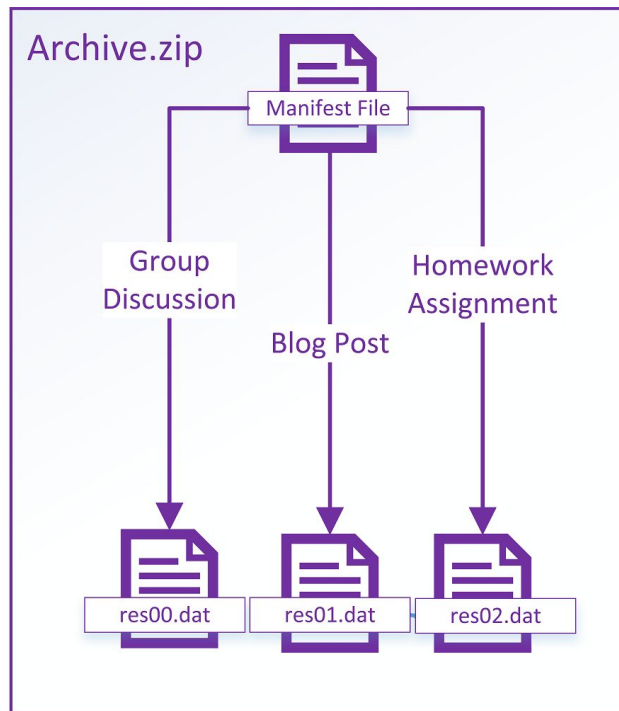 Archive.zip
Manifest File
Group
Discussion
Blog Post
Homework
Assignment
res00.dat
res01.dat
res02.dat